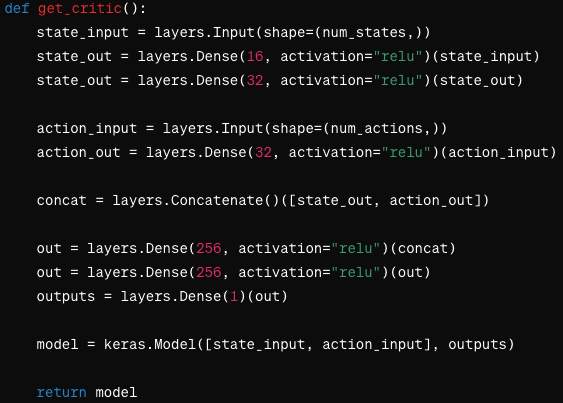 def get_critic():
    state_input = layers.Input(shape=(num_states,))
    state_out = layers.Dense(16, activation="relu")(state_input)
    state_out = layers.Dense(32, activation="relu")(state_out)

    action_input = layers.Input(shape=(num_actions,))
    action_out = layers.Dense(32, activation="relu")(action_input)

    concat = layers.Concatenate()([state_out, action_out])

    out = layers.Dense(256, activation="relu")(concat)
    out = layers.Dense(256, activation="relu")(out)
    outputs = layers.Dense(1)(out)

    model = keras.Model([state_input, action_input], outputs)

    return model